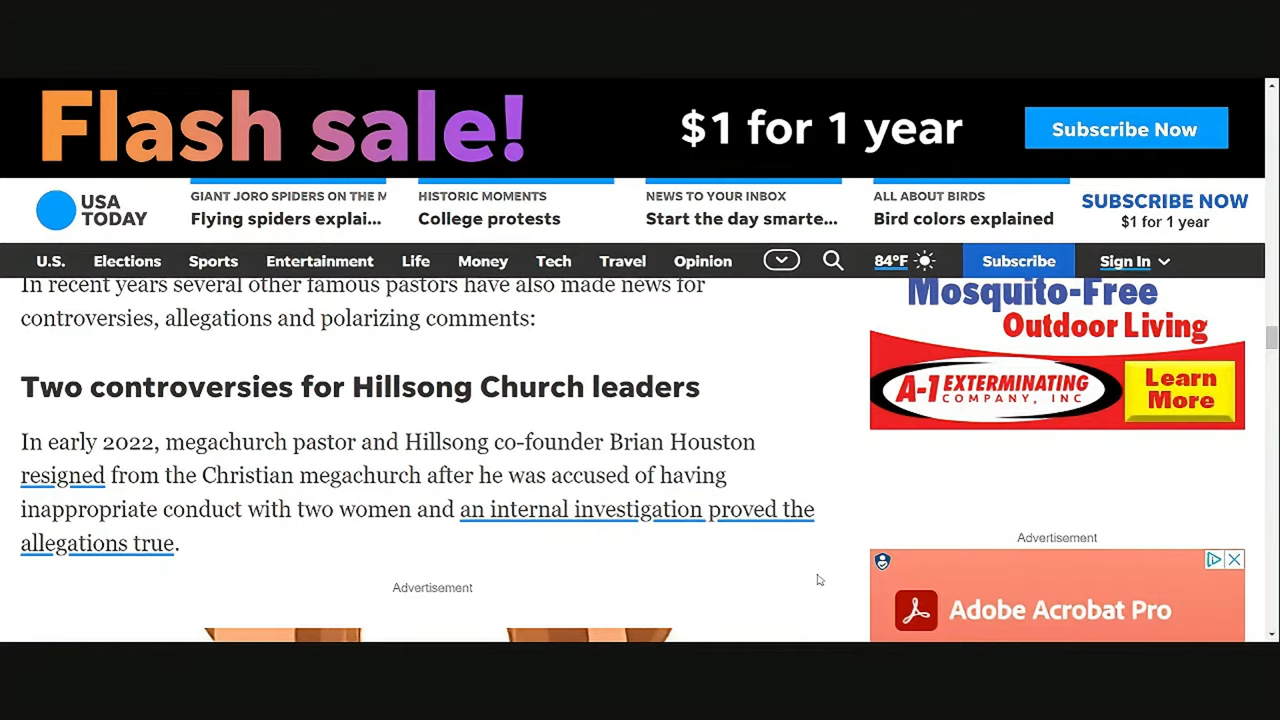 Flash sale!
$1 for 1 year
Subscribe Now
USA
TODAY
GIANT JORO SPIDERS ON THE M
Flying spiders explai...
HISTORIC MOMENTS
College protests
NEWS TO YOUR INBOX
Start the day smarte...
ALL ABOUT BIRDS
Bird colors explained
SUBSCRIBE NOW
$1 for 1 year
U.S. Elections Sports Entertainment Life Money Tech Travel Opinion 84°F Subscribe Sign In
In recent years several other famous pastors have also made news for
controversies, allegations and polarizing comments:
Two controversies for Hillsong Church leaders
In early 2022, megachurch pastor and Hillsong co-founder Brian Houston
resigned from the Christian megachurch after he was accused of having
inappropriate conduct with two women and an internal investigation proved the
allegations true.
Advertisement
Mosquito-Free
Outdoor Living
A-1 EXTERMINATING
COMPANY, INC
Learn
More
Advertisement
Adobe Acrobat Pro